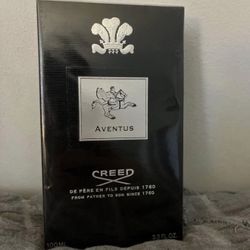 AVENTUS
CREED
DE PÈRE EN FILS DEPUIS 1760
FROM FATHER TO SON SINCE 1760
100ML 3.3 FL.OZ